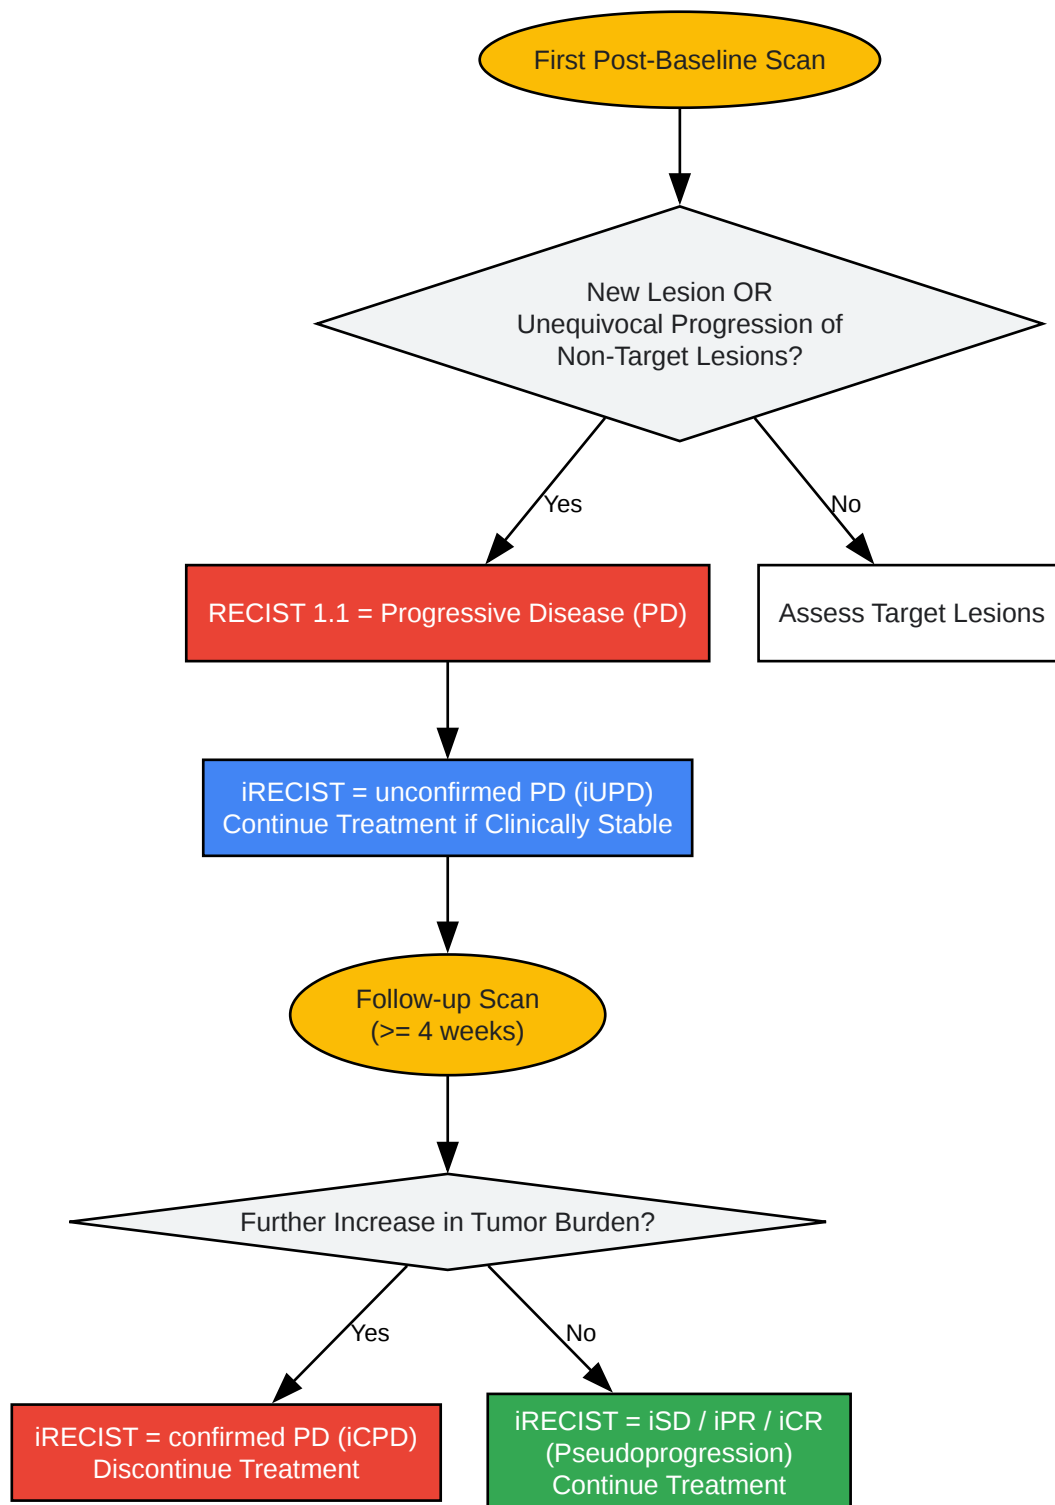 First Post-Baseline Scan
New Lesion OR
Unequivocal Progression of
Non-Target Lesions?
Yes
No
RECIST 1.1 = Progressive Disease (PD)
Assess Target Lesions
iRECIST = unconfirmed PD (iUPD)
Continue Treatment if Clinically Stable
Follow-up Scan
(>= 4 weeks)
Further Increase in Tumor Burden?
Yes
No
iRECIST = confirmed PD (iCPD)
Discontinue Treatment
iRECIST = iSD / iPR / iCR
(Pseudoprogression)
Continue Treatment